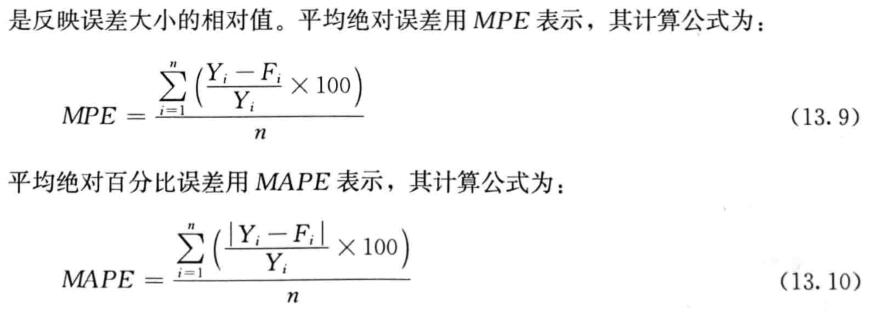 是反映误差大小的相对值。平均绝对误差用 MPE 表示，其计算公式为：
$MPE = \frac{\sum_{i=1}^{n}\left(\frac{Y_i - F_i}{Y_i} \times 100\right)}{n}$ (13.9)
平均绝对百分比误差用 MAPE 表示，其计算公式为：
$MAPE = \frac{\sum_{i=1}^{n}\left(\frac{|Y_i - F_i|}{Y_i} \times 100\right)}{n}$ (13.10)